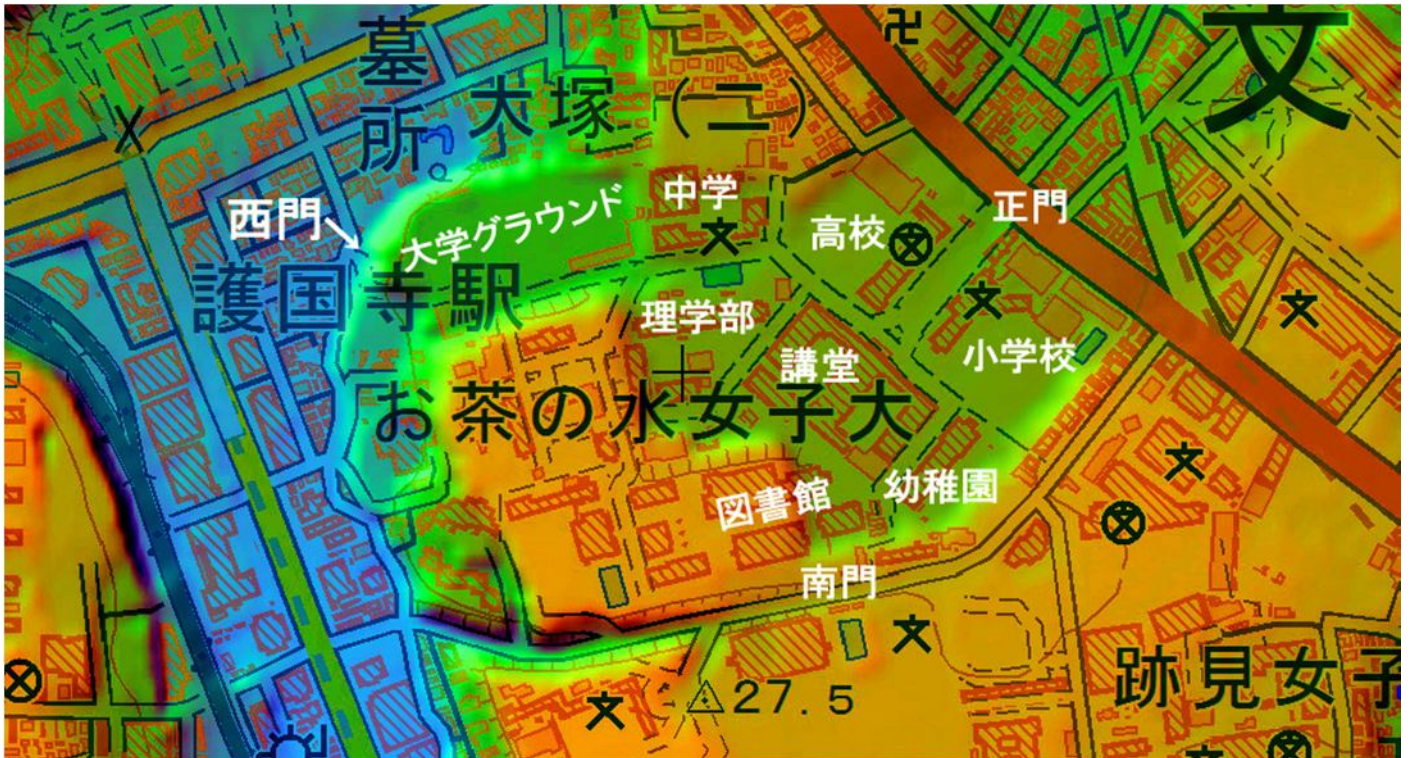 文
墓所
大塚（二）
中学
正門
西門
大学グラウンド
高校
護国寺駅
理学部
講堂
小学校
お茶の水女子大
図書館
幼稚園
南門
跡見女子
27.5